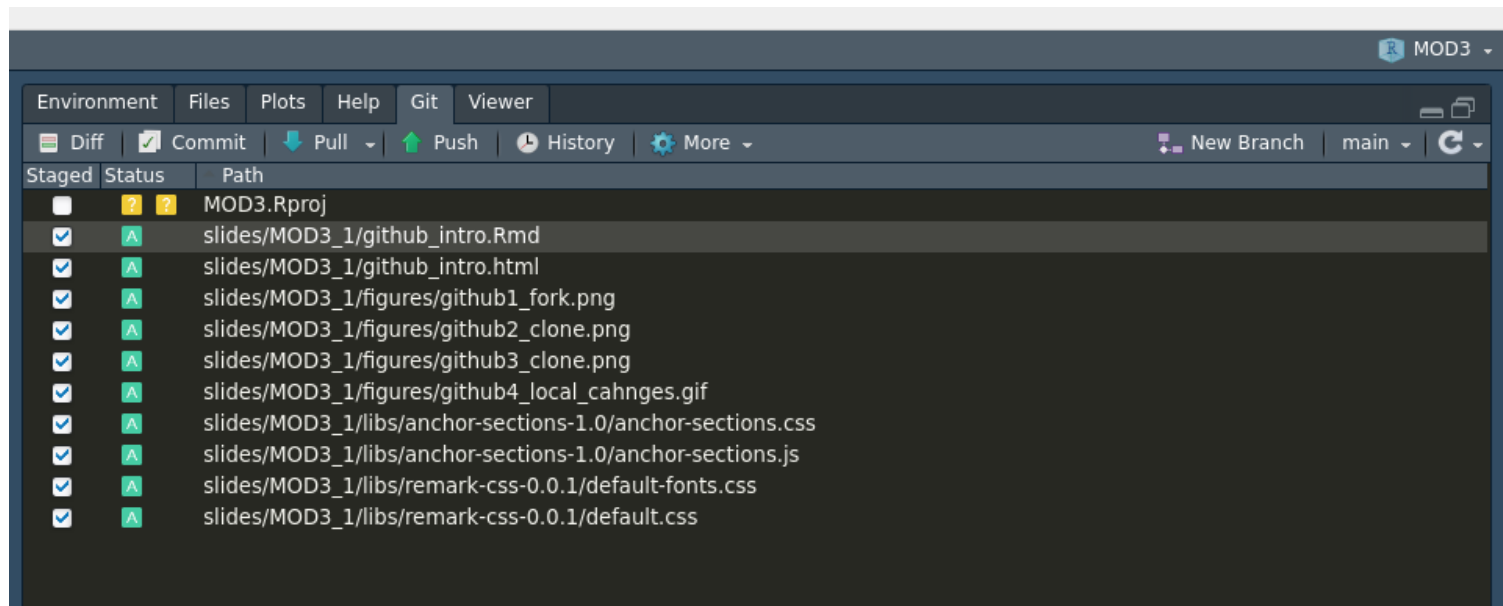 MOD3
Environment Files Plots Help Git Viewer
Diff Commit Pull Push History More New Branch main
Staged Status Path
? ? MOD3.Rproj
A slides/MOD3_1/github_intro.Rmd
A slides/MOD3_1/github_intro.html
A slides/MOD3_1/figures/github1_fork.png
A slides/MOD3_1/figures/github2_clone.png
A slides/MOD3_1/figures/github3_clone.png
A slides/MOD3_1/figures/github4_local_cahnges.gif
A slides/MOD3_1/libs/anchor-sections-1.0/anchor-sections.css
A slides/MOD3_1/libs/anchor-sections-1.0/anchor-sections.js
A slides/MOD3_1/libs/remark-css-0.0.1/default-fonts.css
A slides/MOD3_1/libs/remark-css-0.0.1/default.css